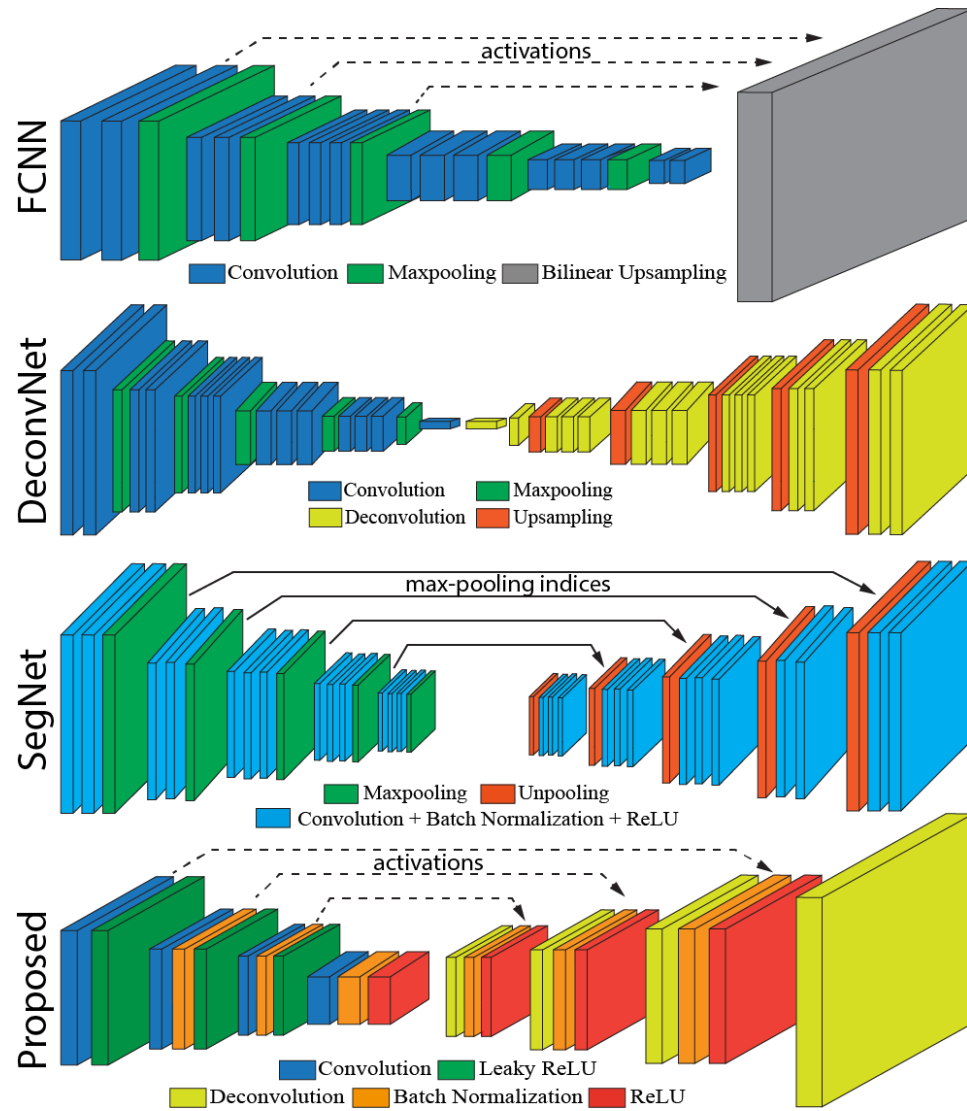 FCNN
activations
Convolution Maxpooling Bilinear Upsampling
DeconvNet
Convolution Maxpooling
Deconvolution Upsampling
SegNet
max-pooling indices
Maxpooling Unpooling
Convolution + Batch Normalization + ReLU
Proposed
activations
Convolution Leaky ReLU
Deconvolution Batch Normalization ReLU